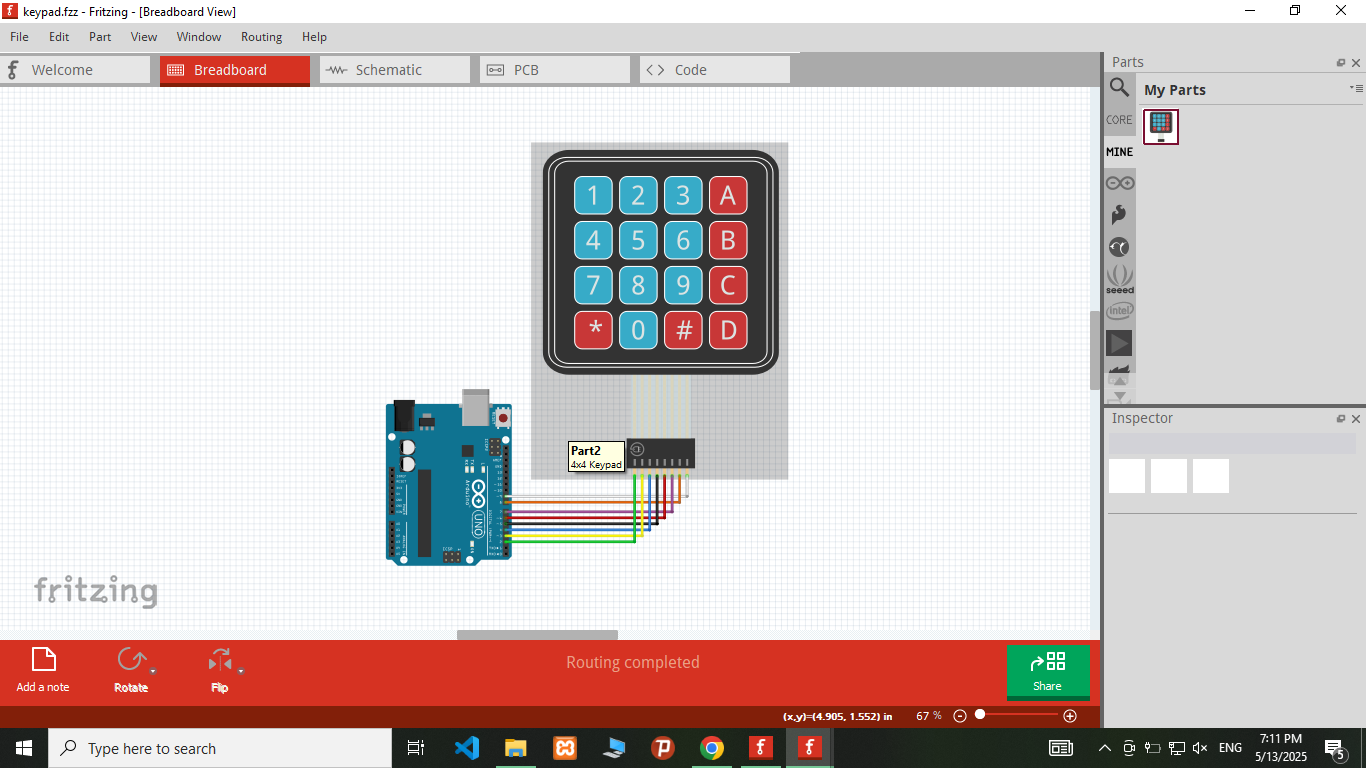 keypad.fzz - Fritzing - [Breadboard View]
File Edit Part View Window Routing Help
Welcome Breadboard Schematic PCB Code
Parts
My Parts
CORE
MINE
seeed
intel
1 2 3 A
4 5 6 B
7 8 9 C
* 0 # D
Part2
4x4 Keypad
Arduino
UNO
fritzing
Inspector
Routing completed
Add a note Rotate Flip Share
(x,y)=(4.905, 1.552) in 67 %
Type here to search
ENG
7:11 PM
5/13/2025
5